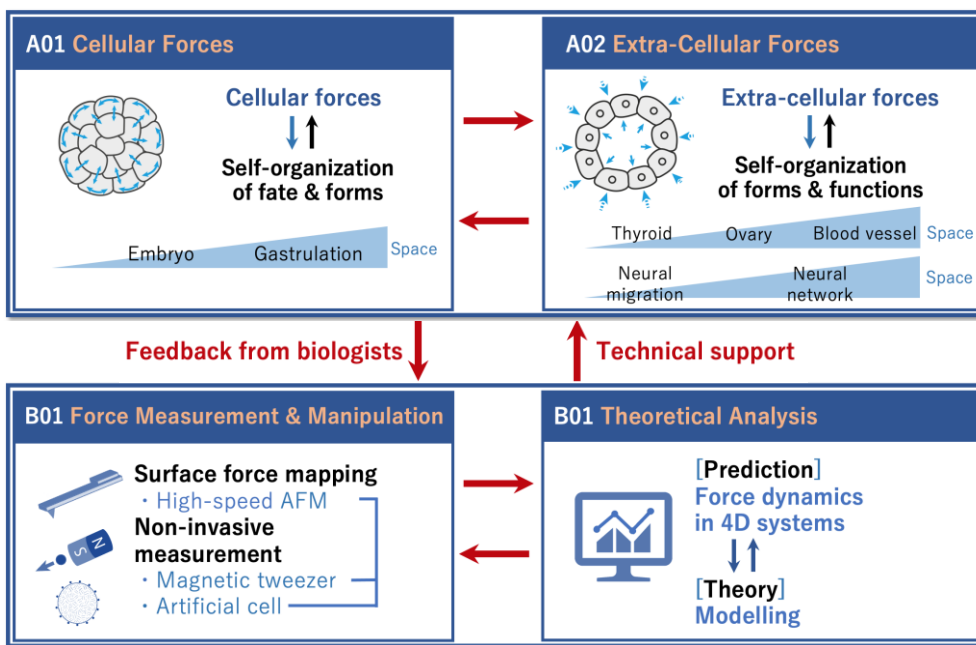 A01 Cellular Forces
Cellular forces
Self-organization
of fate & forms
Embryo
Gastrulation
Space
A02 Extra-Cellular Forces
Extra-cellular forces
Self-organization
of forms & functions
Thyroid
Ovary
Blood vessel
Space
Neural
migration
Neural
network
Space
Feedback from biologists
Technical support
B01 Force Measurement & Manipulation
Surface force mapping
・High-speed AFM
N
S
Non-invasive
measurement
・Magnetic tweezer
・Artificial cell
B01 Theoretical Analysis
[Prediction]
Force dynamics
in 4D systems
[Theory]
Modelling